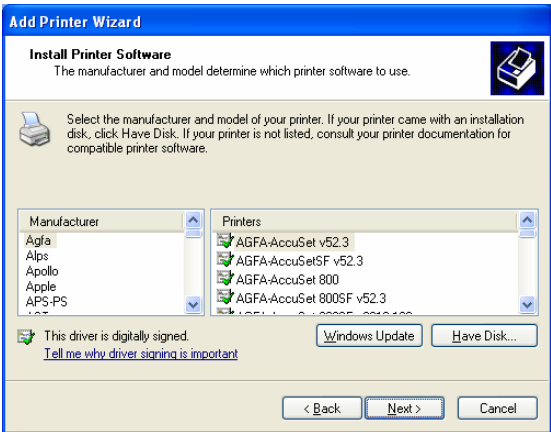 Add Printer Wizard
Install Printer Software
The manufacturer and model determine which printer software to use.
Select the manufacturer and model of your printer. If your printer came with an installation
disk, click Have Disk. If your printer is not listed, consult your printer documentation for
compatible printer software.
Manufacturer
Agfa
Alps
Apollo
Apple
APS-PS
Printers
AGFA-AccuSet v52.3
AGFA-AccuSetSF v52.3
AGFA-AccuSet 800
AGFA-AccuSet 800SF v52.3
This driver is digitally signed.
Tell me why driver signing is important
Windows Update
Have Disk...
< Back
Next >
Cancel